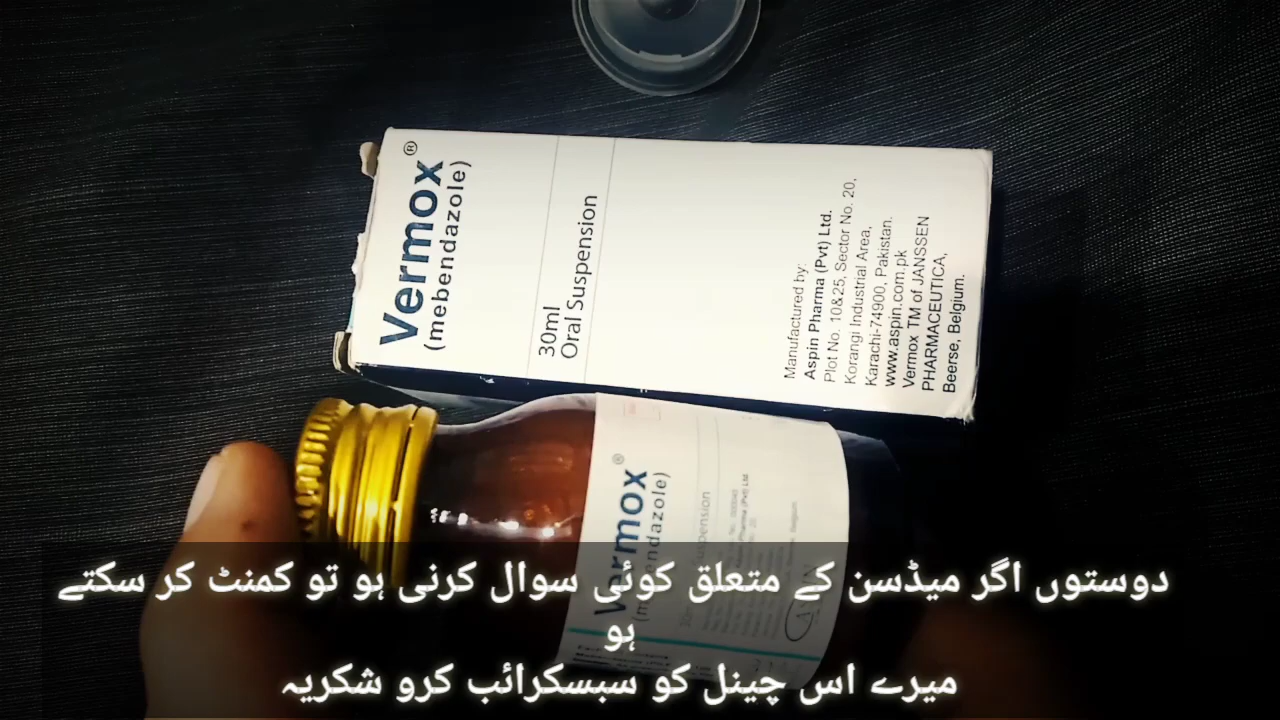 Vermox®
(mebendazole)
30ml
Oral Suspension
Manufactured by:
Aspin Pharma (Pvt) Ltd.
Plot No. 10&25, Sector No. 20,
Korangi Industrial Area,
Karachi-74900, Pakistan.
www.aspin.com.pk
Vermox TM of JANSSEN
PHARMACEUTICA,
Beerse, Belgium.
Vermox®
(mebendazole)
دوستوں اگر میڈسن کے متعلق کوئی سوال کرنی ہو تو کمنٹ کر سکتے
ہو
میرے اس چینل کو سبسکرائب کرو شکریہ